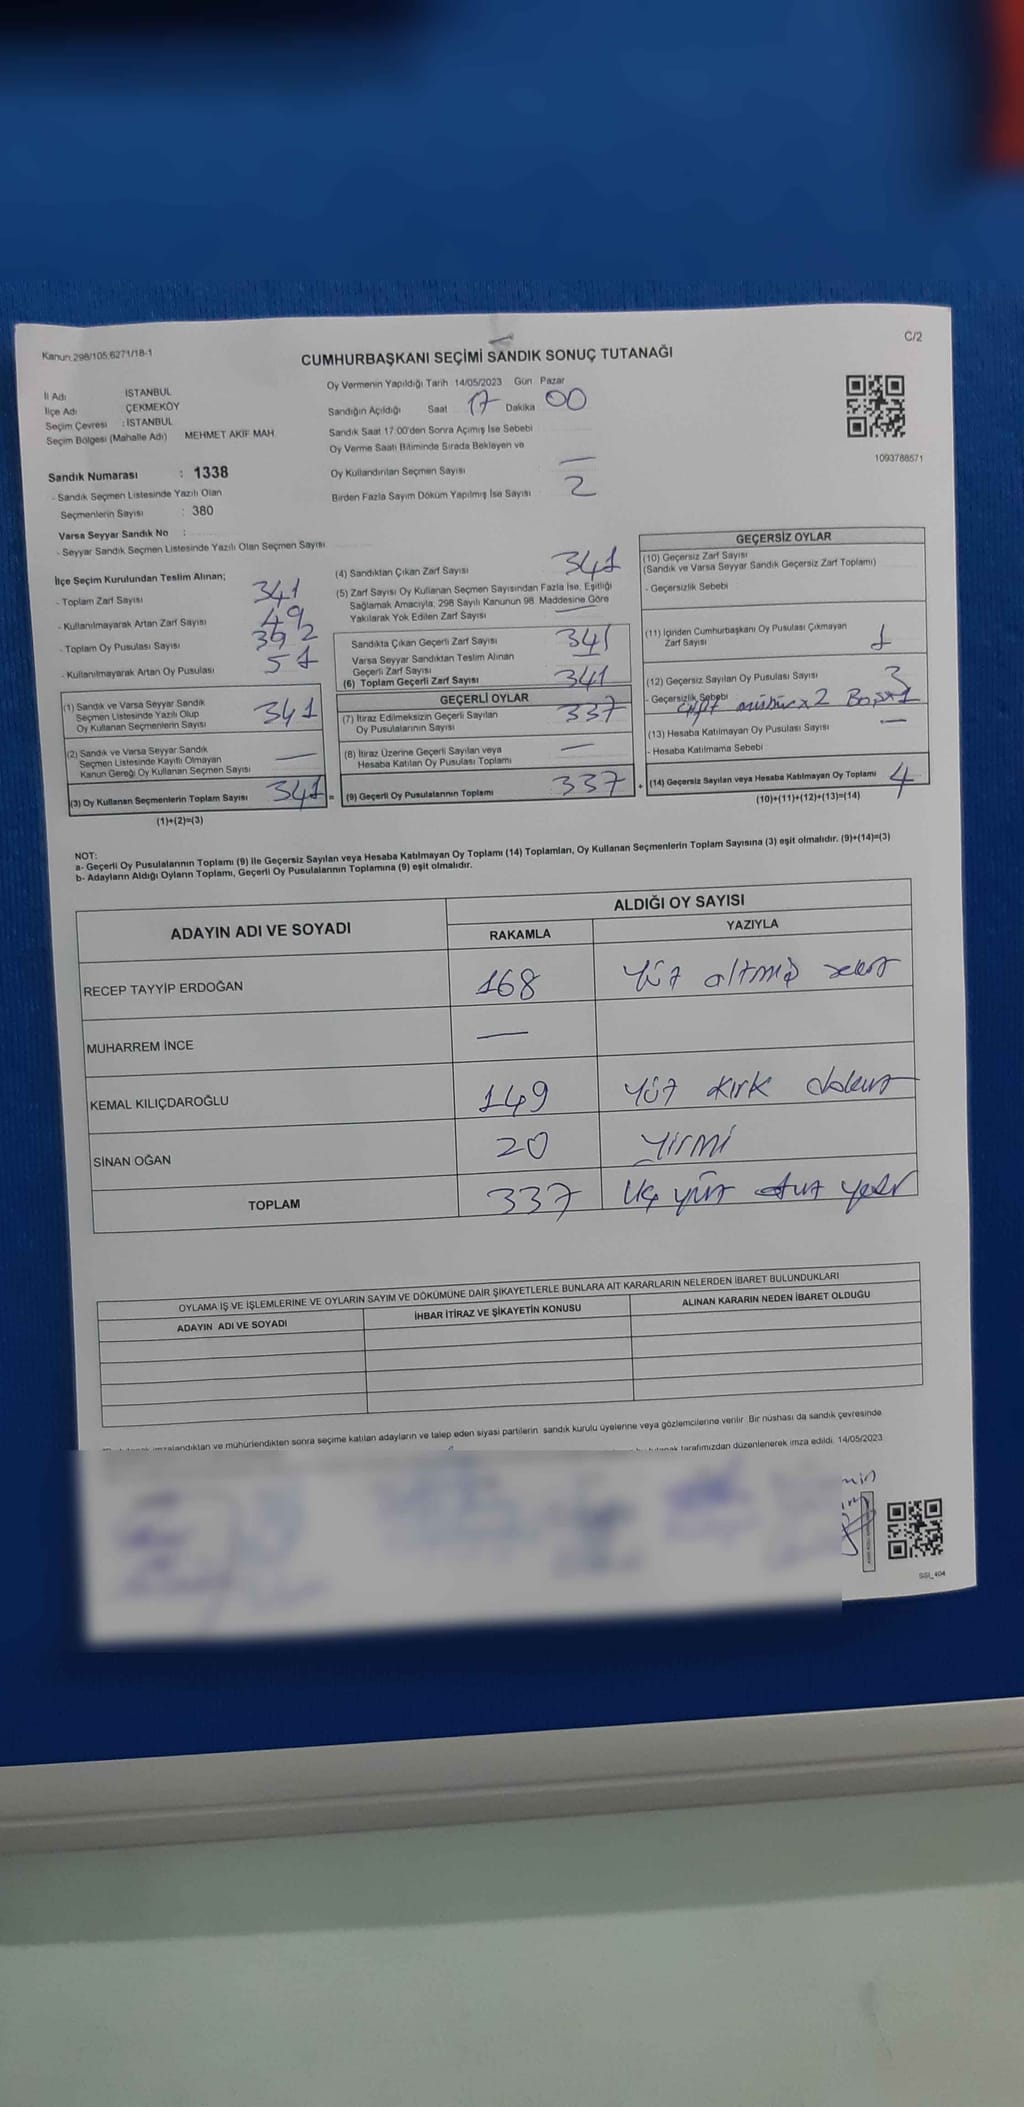 Kanun:298/105;6271/18-1
C/2
CUMHURBAŞKANI SEÇİMİ SANDIK SONUÇ TUTANAĞI
İl Adı İSTANBUL
İlçe Adı ÇEKMEKÖY
Seçim Çevresi : İSTANBUL
Seçim Bölgesi (Mahalle Adı) MEHMET AKİF MAH.
Sandık Numarası : 1338
- Sandık Seçmen Listesinde Yazılı Olan
Seçmenlerin Sayısı : 380
Varsa Seyyar Sandık No :
- Seyyar Sandık Seçmen Listesinde Yazılı Olan Seçmen Sayısı
Oy Vermenin Yapıldığı Tarih 14/05/2023 Gün Pazar
Sandığın Açıldığı Saat 17 Dakika 00
Sandık Saat 17:00'den Sonra Açımış İse Sebebi
Oy Verme Saati Bitiminde Sırada Bekleyen ve
Oy Kullandırılan Seçmen Sayısı —
Birden Fazla Sayım Döküm Yapılmış İse Sayısı 2
1093788571
İlçe Seçim Kurulundan Teslim Alınan;
- Toplam Zarf Sayısı 341
- Kullanılmayarak Artan Zarf Sayısı 49
- Toplam Oy Pusulası Sayısı 392
- Kullanılmayarak Artan Oy Pusulası 51
(1) Sandık ve Varsa Seyyar Sandık
Seçmen Listesinde Yazılı Olup
Oy Kullanan Seçmenlerin Sayısı 341
(2) Sandık ve Varsa Seyyar Sandık
Seçmen Listesinde Kayıtlı Olmayan
Kanun Gereği Oy Kullanan Seçmen Sayısı —
(3) Oy Kullanan Seçmenlerin Toplam Sayısı 341 =
(1)+(2)=(3)
(4) Sandıktan Çıkan Zarf Sayısı 341
(5) Zarf Sayısı Oy Kullanan Seçmen Sayısından Fazla İse, Eşitliği
Sağlamak Amacıyla, 298 Sayılı Kanunun 98. Maddesine Göre
Yakılarak Yok Edilen Zarf Sayısı —
Sandıkta Çıkan Geçerli Zarf Sayısı 341
Varsa Seyyar Sandıktan Teslim Alınan
Geçerli Zarf Sayısı
(6) Toplam Geçerli Zarf Sayısı 341
GEÇERLİ OYLAR
(7) İtiraz Edilmeksizin Geçerli Sayılan
Oy Pusulalarının Sayısı 337
(8) İtiraz Üzerine Geçerli Sayılan veya
Hesaba Katılan Oy Pusulası Toplamı —
(9) Geçerli Oy Pusulalarının Toplamı 337 +
GEÇERSİZ OYLAR
(10) Geçersiz Zarf Sayısı
(Sandık ve Varsa Seyyar Sandık Geçersiz Zarf Toplamı)
- Geçersizlik Sebebi
(11) İçinden Cumhurbaşkanı Oy Pusulası Çıkmayan
Zarf Sayısı 1
(12) Geçersiz Sayılan Oy Pusulası Sayısı 3
- Geçersizlik Sebebi x2 Boş x1
(13) Hesaba Katılmayan Oy Pusulası Sayısı —
- Hesaba Katılmama Sebebi
(14) Geçersiz Sayılan veya Hesaba Katılmayan Oy Toplamı 4
(10)+(11)+(12)+(13)=(14)
NOT:
a- Geçerli Oy Pusulalarının Toplamı (9) ile Geçersiz Sayılan veya Hesaba Katılmayan Oy Toplamı (14) Toplamları, Oy Kullanan Seçmenlerin Toplam Sayısına (3) eşit olmalıdır. (9)+(14)=(3)
b- Adayların Aldığı Oyların Toplamı, Geçerli Oy Pusulalarının Toplamına (9) eşit olmalıdır.
ADAYIN ADI VE SOYADI ALDIĞI OY SAYISI
RAKAMLA YAZIYLA
RECEP TAYYİP ERDOĞAN 168 Yüz altmış sekiz
MUHARREM İNCE —
KEMAL KILIÇDAROĞLU 149 Yüz kırk dokuz
SİNAN OĞAN 20 Yirmi
TOPLAM 337 Üç yüz otuz yedi
OYLAMA İŞ VE İŞLEMLERİNE VE OYLARIN SAYIM VE DÖKÜMÜNE DAİR ŞİKAYETLERLE BUNLARA AİT KARARLARIN NELERDEN İBARET BULUNDUKLARI
ADAYIN ADI VE SOYADI İHBAR İTİRAZ VE ŞİKAYETİN KONUSU ALINAN KARARIN NEDEN İBARET OLDUĞU
imzalandıktan ve mühürlendikten sonra seçime katılan adayların ve talep eden siyasi partilerin sandık kurulu üyelerine veya gözlemcilerine verilir. Bir nüshası da sandık çevresinde
tarafımızdan düzenlenerek imza edildi. 14/05/2023
SSI_404